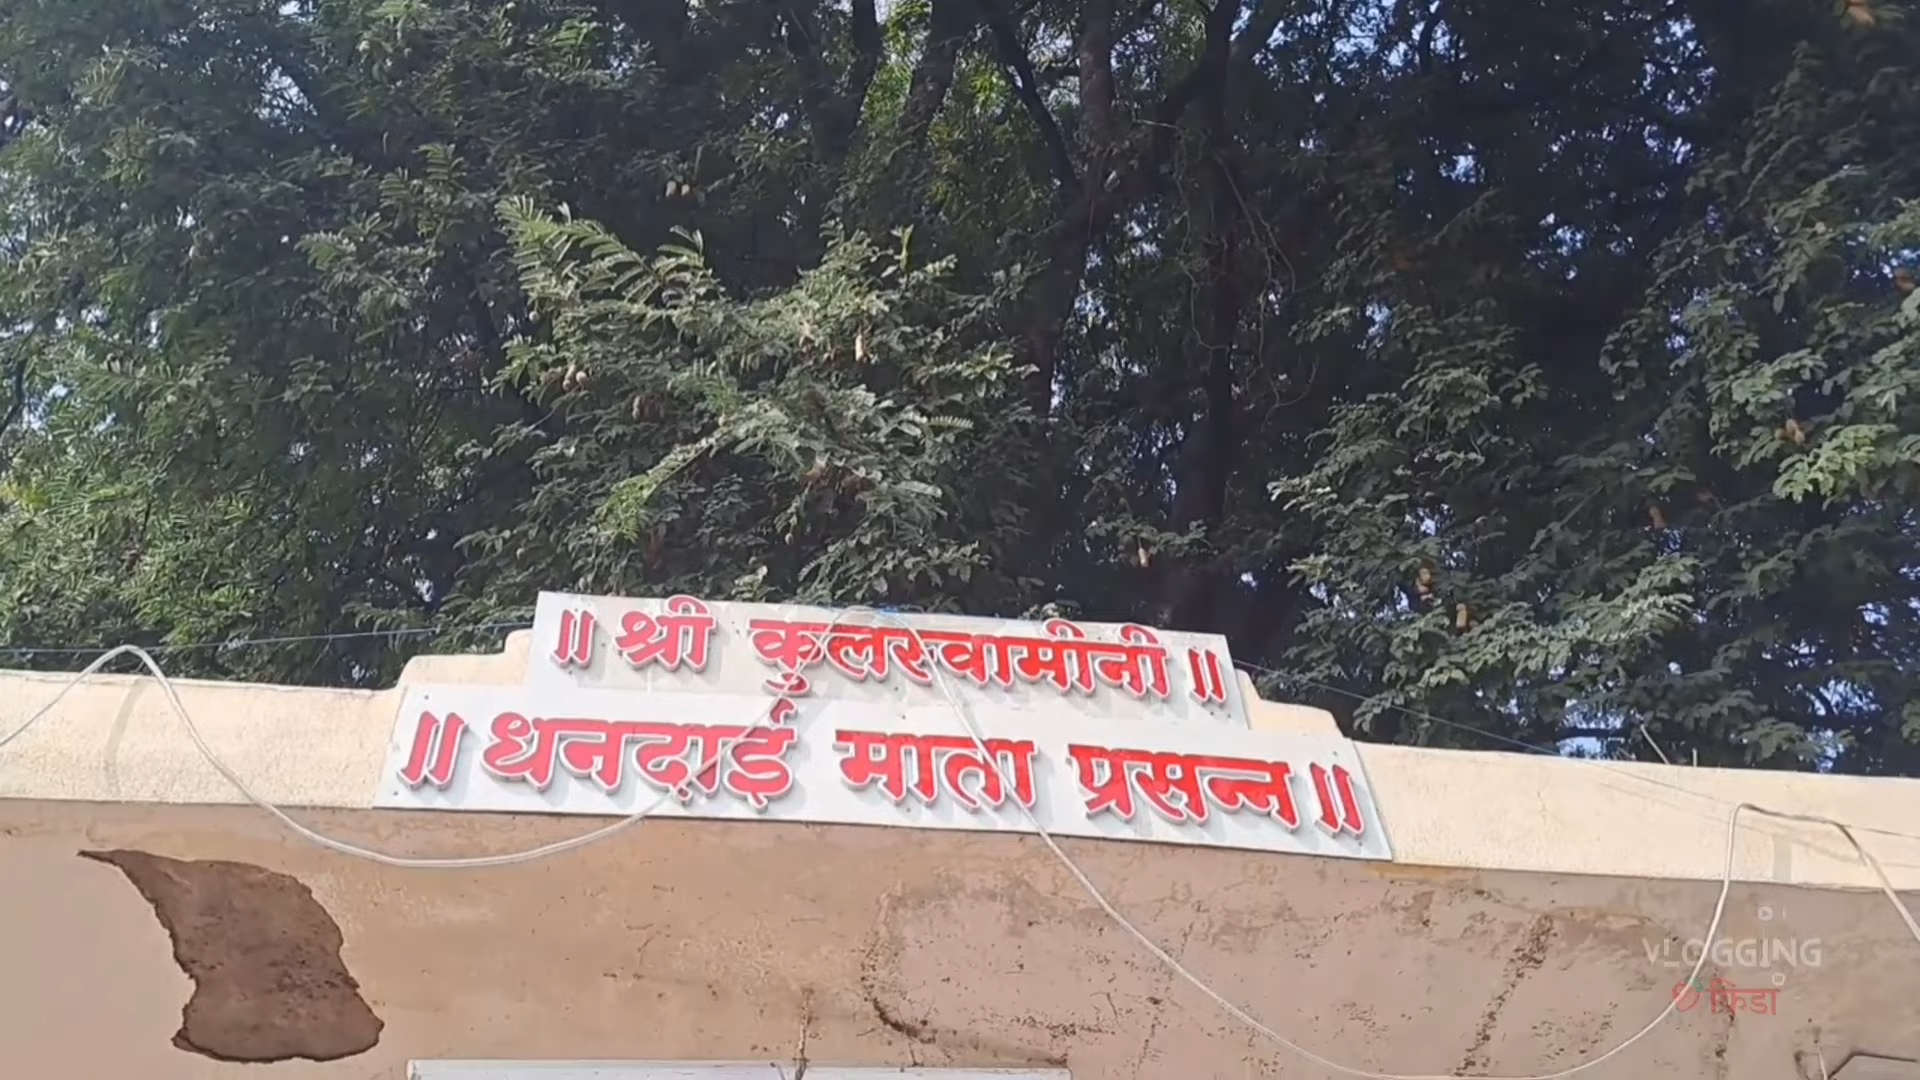 ॥ श्री कुलस्वामीनी ॥
॥ धनदाई माता प्रसन्न ॥
VLOGGING
किडा